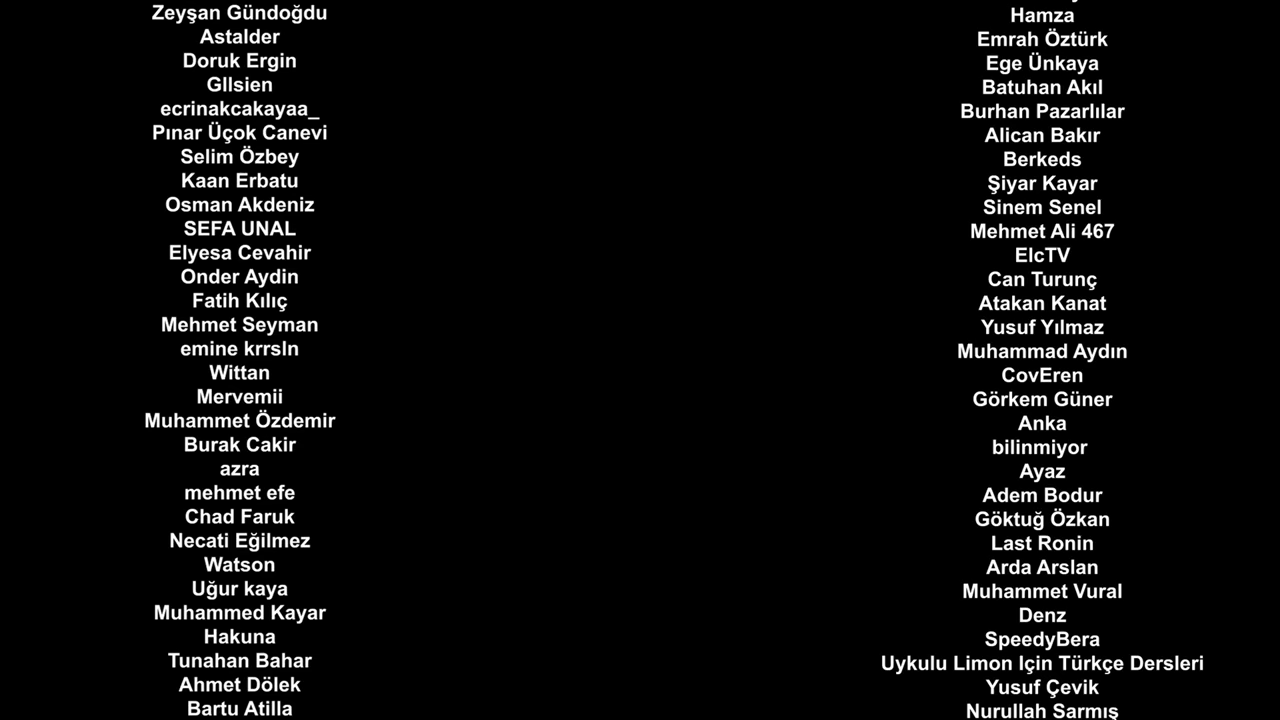 Zeyşan Gündoğdu
Astalder
Doruk Ergin
Gllsien
ecrinakcakayaa_
Pınar Üçok Canevi
Selim Özbey
Kaan Erbatu
Osman Akdeniz
SEFA UNAL
Elyesa Cevahir
Onder Aydin
Fatih Kılıç
Mehmet Seyman
emine krrsln
Wittan
Mervemii
Muhammet Özdemir
Burak Cakir
azra
mehmet efe
Chad Faruk
Necati Eğilmez
Watson
Uğur kaya
Muhammed Kayar
Hakuna
Tunahan Bahar
Ahmet Dölek
Bartu Atilla
Hamza
Emrah Öztürk
Ege Ünkaya
Batuhan Akıl
Burhan Pazarlılar
Alican Bakır
Berkeds
Şiyar Kayar
Sinem Senel
Mehmet Ali 467
ElcTV
Can Turunç
Atakan Kanat
Yusuf Yılmaz
Muhammad Aydın
CovEren
Görkem Güner
Anka
bilinmiyor
Ayaz
Adem Bodur
Göktuğ Özkan
Last Ronin
Arda Arslan
Muhammet Vural
Denz
SpeedyBera
Uykulu Limon Için Türkçe Dersleri
Yusuf Çevik
Nurullah Sarmış